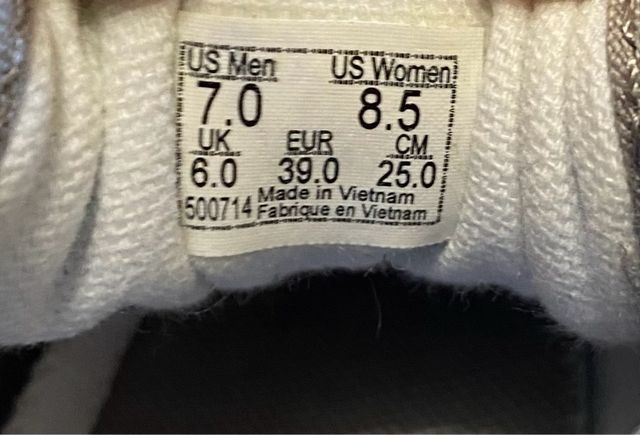 US Men US Women
7.0 8.5
UK EUR CM
6.0 39.0 25.0
Made in Vietnam
500714 Fabrique en Vietnam